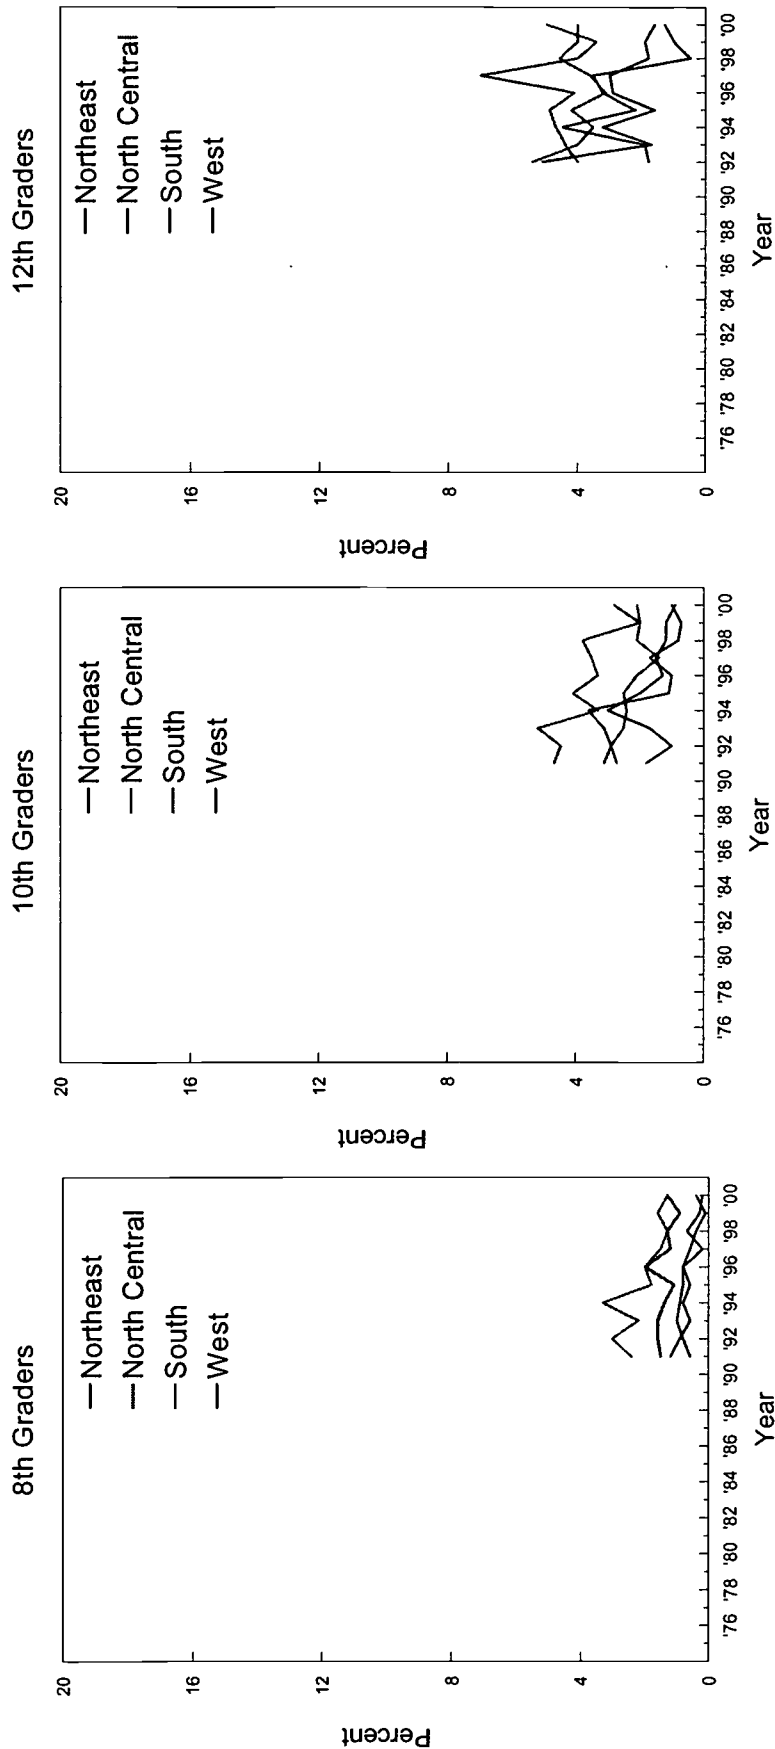 8th Graders
Northeast
North Central
South
West
Percent
20
16
12
8
4
0
'76 '78 '80 '82 '84 '86 '88 '90 '92 '94 '96 '98 '00
Year
10th Graders
Northeast
North Central
South
West
Percent
20
16
12
8
4
0
'76 '78 '80 '82 '84 '86 '88 '90 '92 '94 '96 '98 '00
Year
12th Graders
Northeast
North Central
South
West
Percent
20
16
12
8
4
0
'76 '78 '80 '82 '84 '86 '88 '90 '92 '94 '96 '98 '00
Year